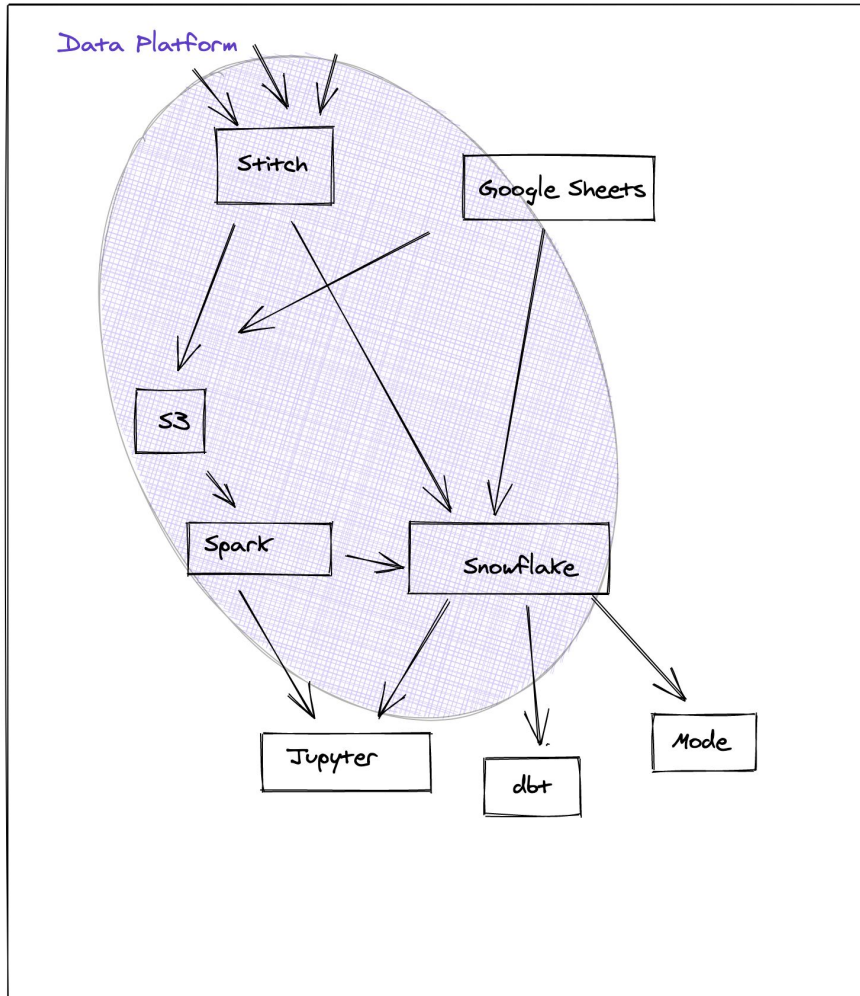 Data Platform
Stitch
Google Sheets
S3
Spark
Snowflake
Jupyter
Mode
dbt